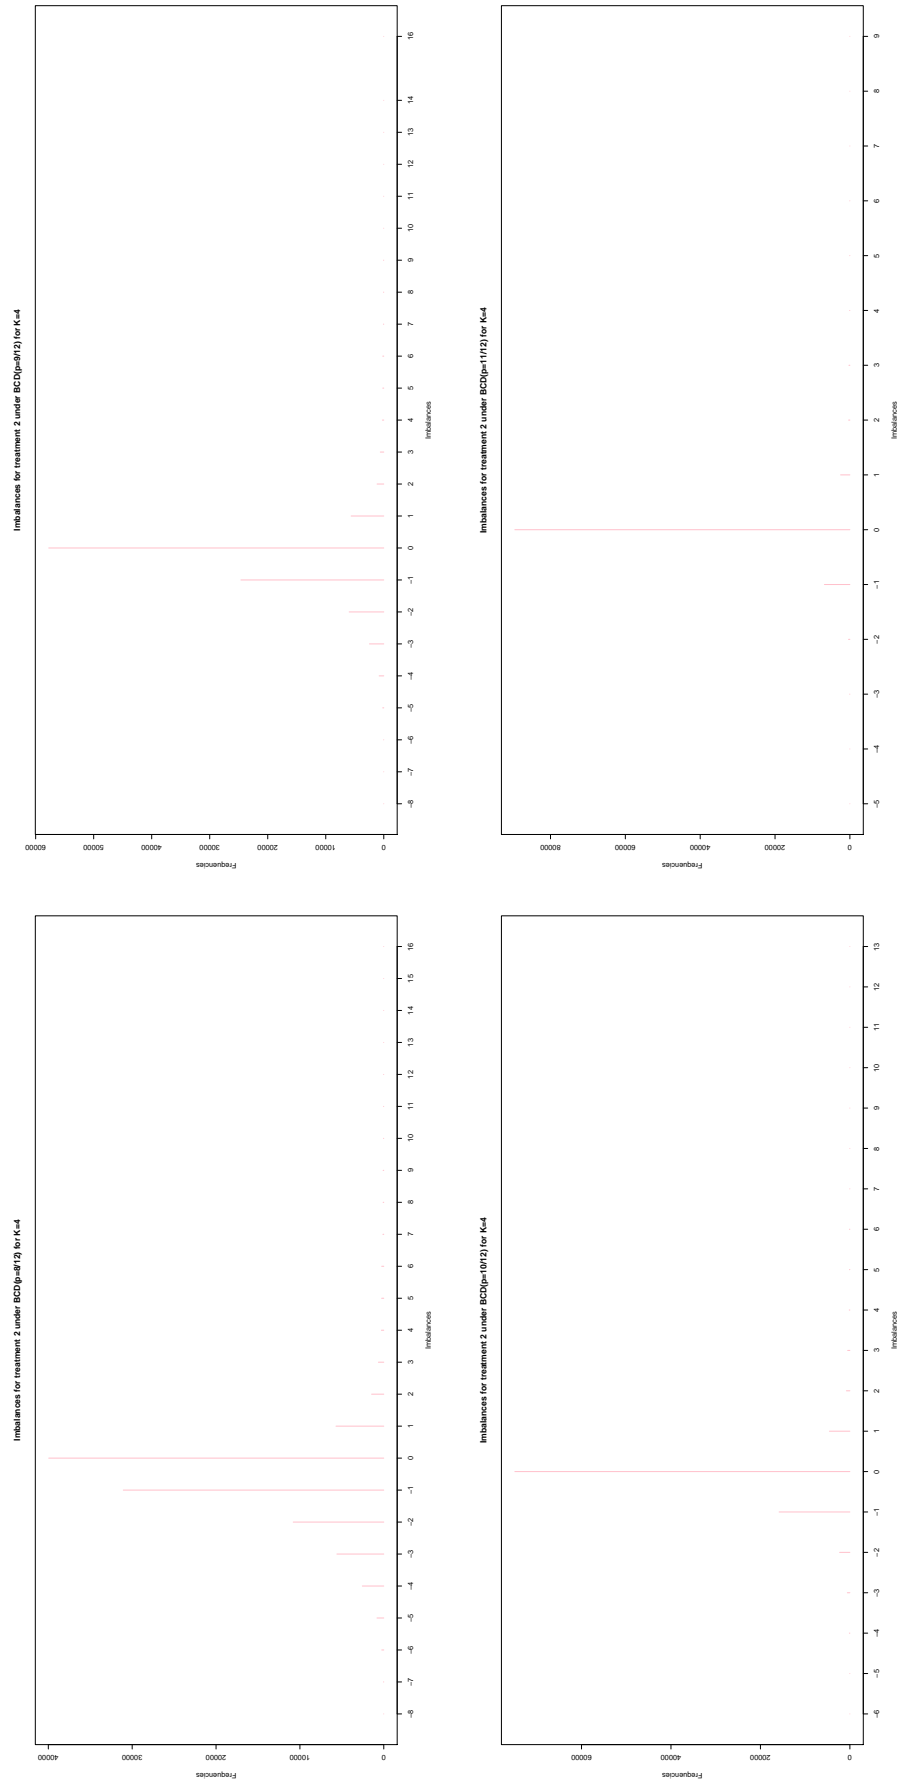 Imbalances for treatment 2 under BCD(p=8/12) for K=4
Frequencies
40000
30000
20000
10000
0
−8 −7 −6 −5 −4 −3 −2 −1 0 1 2 3 4 5 6 7 8 9 10 11 12 13 14 15 16
Imbalances
Imbalances for treatment 2 under BCD(p=9/12) for K=4
Frequencies
60000
50000
40000
30000
20000
10000
0
−8 −7 −6 −5 −4 −3 −2 −1 0 1 2 3 4 5 6 7 8 9 10 11 12 13 14 16
Imbalances
Imbalances for treatment 2 under BCD(p=10/12) for K=4
Frequencies
60000
40000
20000
0
−6 −5 −4 −3 −2 −1 0 1 2 3 4 5 6 7 8 9 10 11 12 13
Imbalances
Imbalances for treatment 2 under BCD(p=11/12) for K=4
Frequencies
80000
60000
40000
20000
0
−5 −4 −3 −2 −1 0 1 2 3 4 5 6 7 8 9
Imbalances